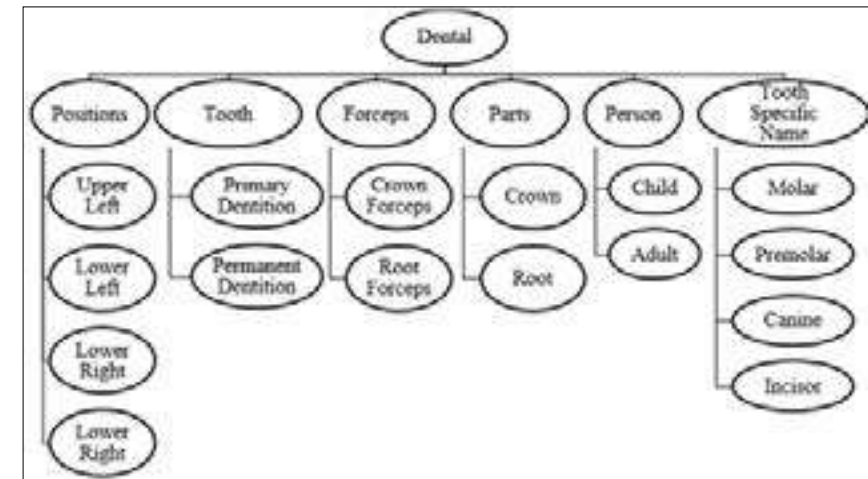 Dental
Positions
Tooth
Forceps
Parts
Person
Tooth
Specific
Name
Upper
Left
Lower
Left
Lower
Right
Lower
Right
Primary
Dentition
Permanent
Dentition
Crown
Forceps
Root
Forceps
Crown
Root
Child
Adult
Molar
Premolar
Canine
Incisor